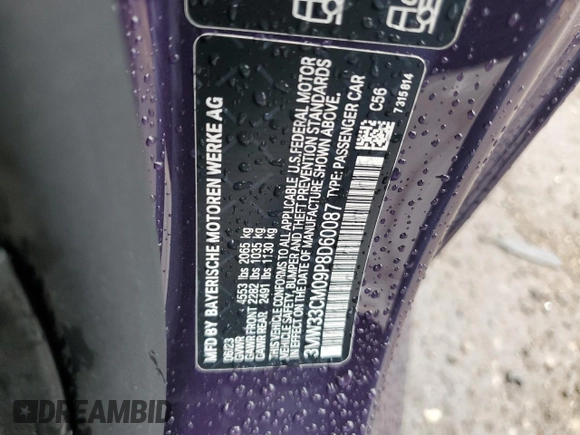 MFD BY BAYERISCHE MOTOREN WERKE AG
06/23
GVWR 4553 lbs 2065 kg
GAWR FRONT 2282 lbs 1035 kg
GAWR REAR 2491 lbs 1130 kg
THIS VEHICLE CONFORMS TO ALL APPLICABLE U.S.FEDERAL MOTOR
VEHICLE SAFETY, BUMPER AND THEFT PREVENTION STANDARDS
IN EFFECT ON THE DATE OF MANUFACTURE SHOWN ABOVE.
3MW33CM09P8D60087 TYPE: PASSENGER CAR
C56
7315814
DREAMBID